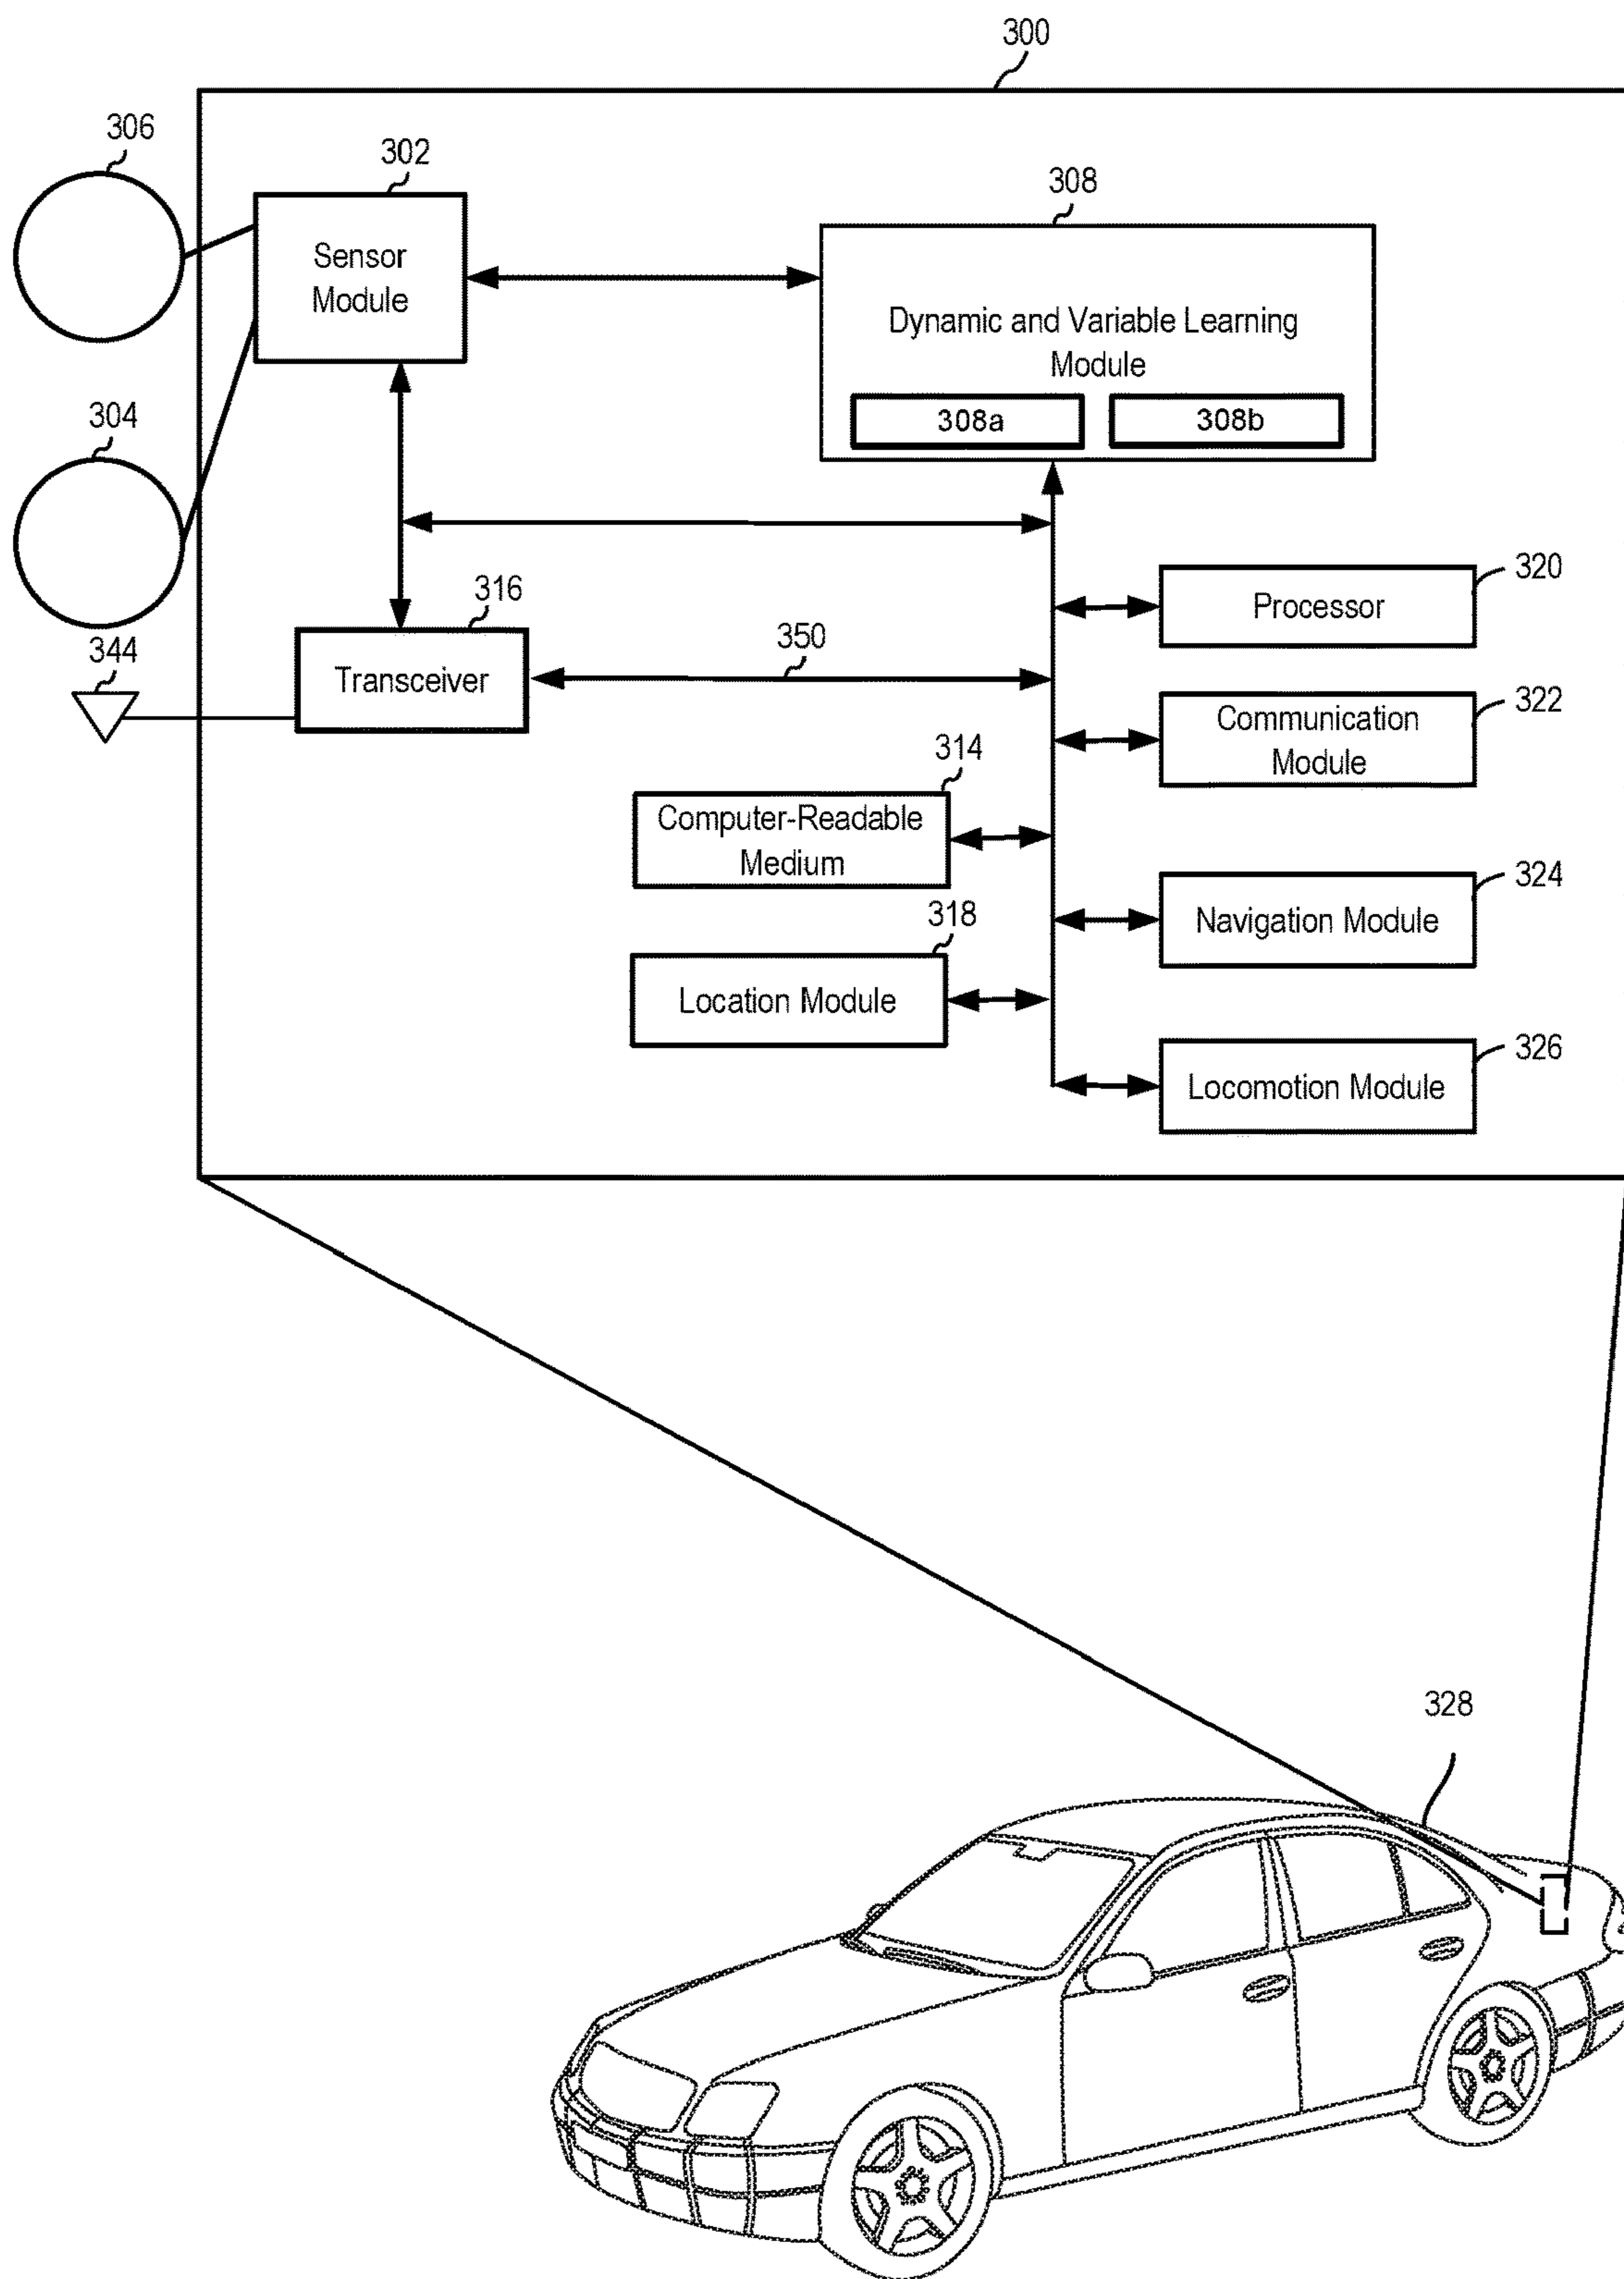 300
306
302
308
Sensor
Module
Dynamic and Variable Learning
Module
308a
308b
304
316
320
Processor
344
350
Transceiver
322
Communication
Module
314
Computer-Readable
Medium
324
Navigation Module
318
Location Module
326
Locomotion Module
328